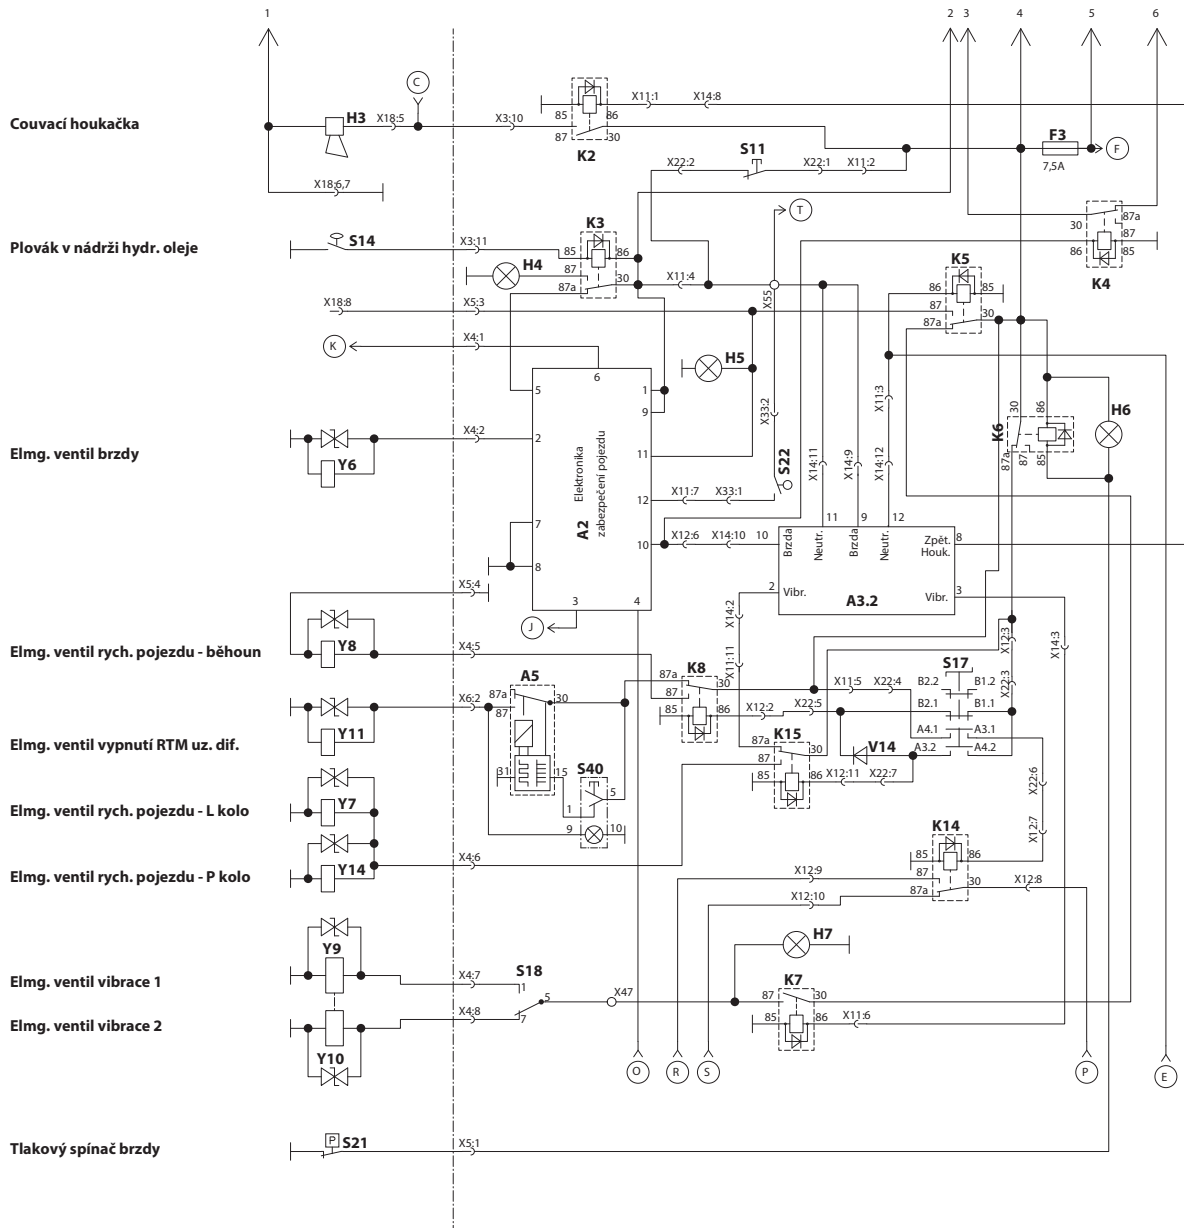 1
2
3
4
5
6
C
X11:1
X14:8
Couvací houkačka
H3
X18:5
X3:10
85
86
87
30
K2
F3
7,5A
F
S11
X22:2
X22:1
X11:2
X18:6,7
T
K3
30
87a
87
86
85
K4
Plovák v nádrži hydr. oleje
S14
X3:11
85
86
H4
87
87a
30
X11:4
X55
K5
86
85
87
87a
30
X18:8
X5:3
K
X4:1
6
H5
5
1
9
X33:2
X11:3
30
86
H6
K6
87a
87
85
Elmg. ventil brzdy
X4:2
Y6
2
Elektronika
zabezpečení pojezdu
A2
11
S22
X14:11
X14:9
X14:12
12
X11:7
X33:1
7
8
10
X12:6
X14:10
10
11
9
12
Brzda
Neutr.
Brzda
Neutr.
Zpět.
Houk.
8
2
Vibr.
A3.2
Vibr.
3
X5:4
3
4
J
X14:2
X11:11
X12:3
X22:3
X14:3
Elmg. ventil rych. pojezdu - běhoun
Y8
X4:5
A5
K8
87a
30
87
85
86
X11:5
X22:4
X12:2
X22:5
S17
B2.2
B1.2
B2.1
B1.1
A4.1
A3.1
A3.2
A4.2
Elmg. ventil vypnutí RTM uz. dif.
Y11
X6:2
87a
30
87
31
15
K15
87a
30
87
85
86
X12:11
X22:7
V14
S40
5
1
9
10
X22:6
X12:7
Elmg. ventil rych. pojezdu - L kolo
Y7
Elmg. ventil rych. pojezdu - P kolo
Y14
X4:6
K14
85
86
87
87a
30
X12:9
X12:10
X12:8
H7
Elmg. ventil vibrace 1
Y9
X4:7
S18
1
5
7
X47
K7
87
30
85
86
X11:6
Elmg. ventil vibrace 2
X4:8
Y10
O
R
S
P
E
Tlakový spínač brzdy
P
S21
X5:1